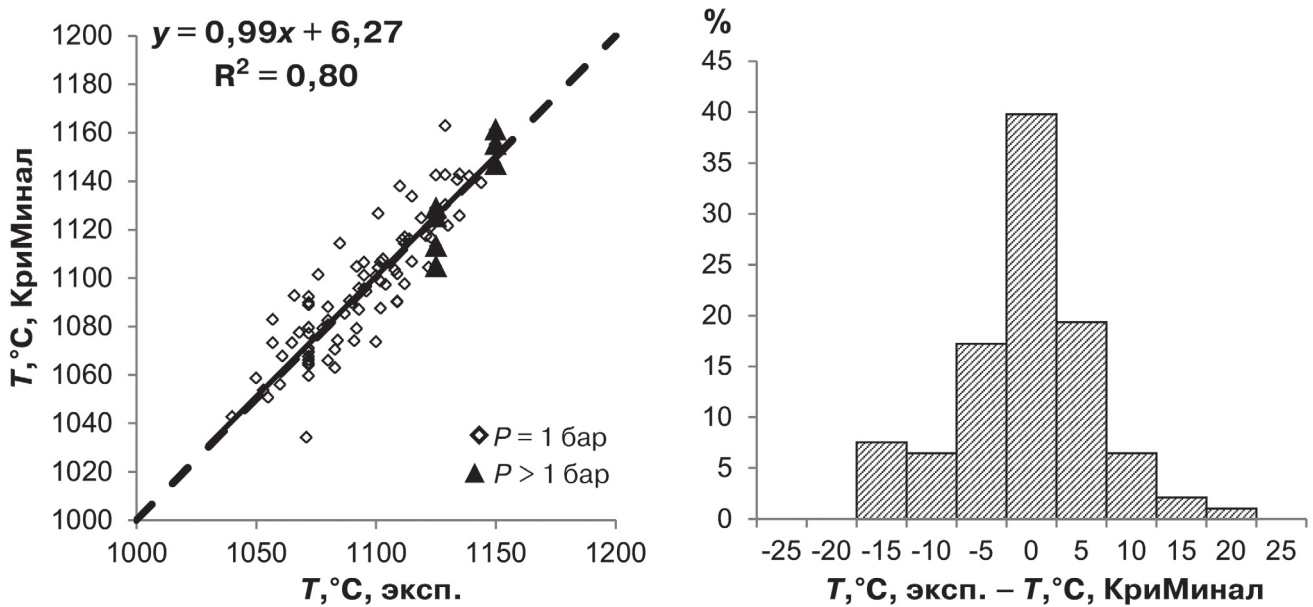 y = 0,99x + 6,27
R² = 0,80
1200
1180
1160
1140
1120
1100
1080
1060
1040
1020
1000
T,°C, КриМинал
P = 1 бар
P > 1 бар
1000 1050 1100 1150 1200
T,°C, эксп.
%
45
40
35
30
25
20
15
10
5
0
-25 -20 -15 -10 -5 0 5 10 15 20 25
T,°C, эксп. – T,°C, КриМинал